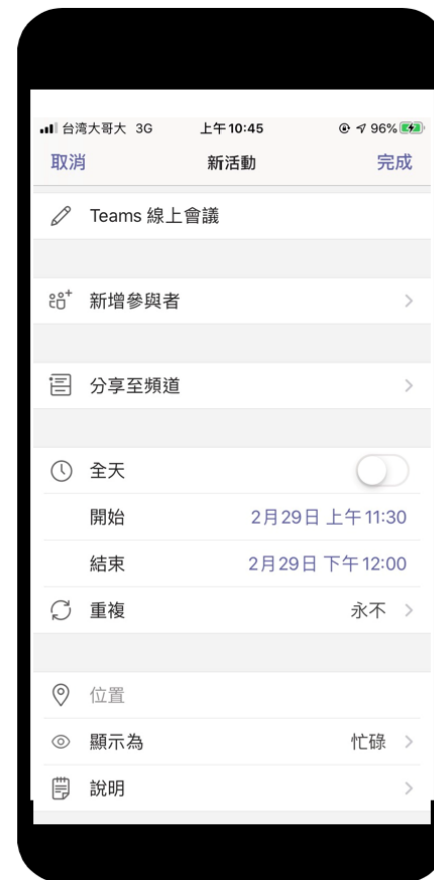 台湾大哥大 3G 上午10:45 96%
取消 新活動 完成
Teams 線上會議
新增參與者
分享至頻道
全天
開始 2月29日 上午11:30
結束 2月29日 下午12:00
重複 永不
位置
顯示為 忙碌
說明